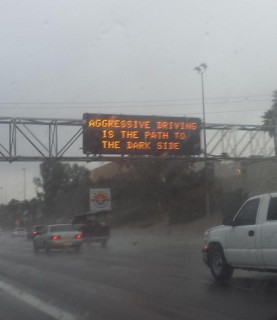 AGGRESSIVE DRIVING
IS THE PATH TO
THE DARK SIDE